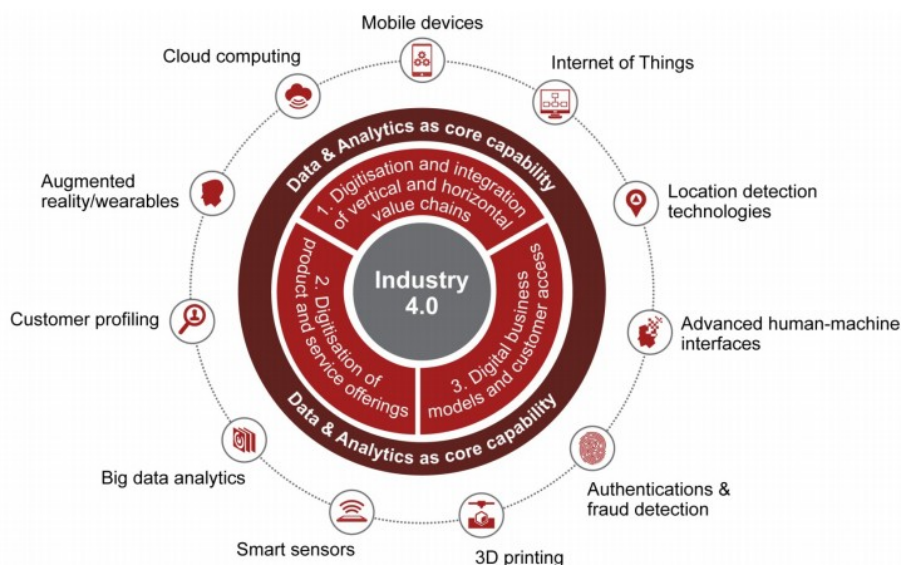 Mobile devices
Cloud computing
Internet of Things
Augmented
reality/wearables
Location detection
technologies
Customer profiling
Advanced human-machine
interfaces
Big data analytics
Authentications &
fraud detection
Smart sensors
3D printing
Data & Analytics as core capability
1. Digitisation and integration
of vertical and horizontal
value chains
2. Digitisation of
product and service offerings
3. Digital business
models and customer access
Industry
4.0
Data & Analytics as core capability